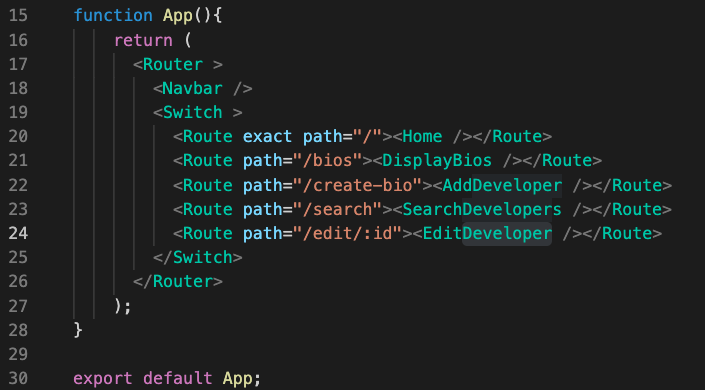 15 function App(){
16 return (
17 <Router >
18 <Navbar />
19 <Switch >
20 <Route exact path="/"><Home /></Route>
21 <Route path="/bios"><DisplayBios /></Route>
22 <Route path="/create-bio"><AddDeveloper /></Route>
23 <Route path="/search"><SearchDevelopers /></Route>
24 <Route path="/edit/:id"><EditDeveloper /></Route>
25 </Switch>
26 </Router>
27 );
28 }
29
30 export default App;